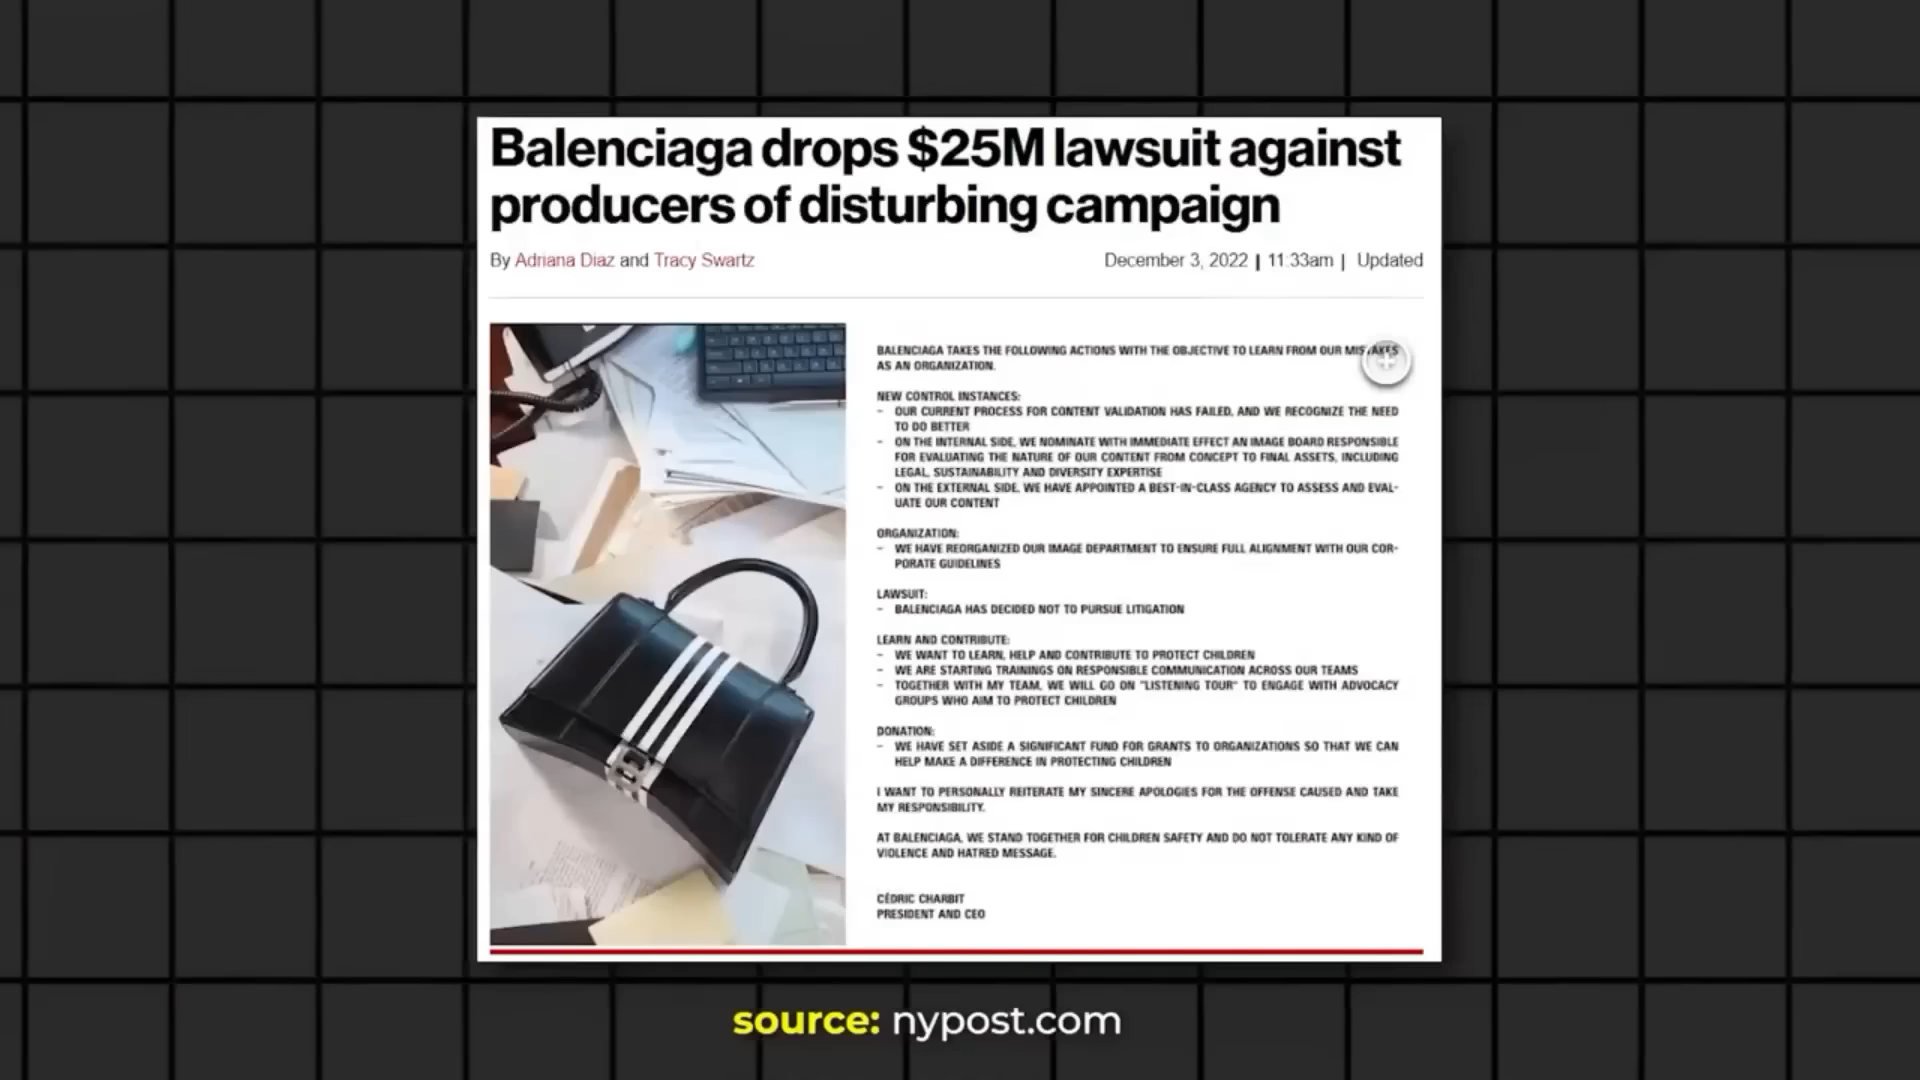 Balenciaga drops $25M lawsuit against
producers of disturbing campaign
By Adriana Diaz and Tracy Swartz
December 3, 2022 | 11:33am | Updated
BALENCIAGA TAKES THE FOLLOWING ACTIONS WITH THE OBJECTIVE TO LEARN FROM OUR MISTAKES
AS AN ORGANIZATION.
NEW CONTROL INSTANCES:
- OUR CURRENT PROCESS FOR CONTENT VALIDATION HAS FAILED, AND WE RECOGNIZE THE NEED
TO DO BETTER
- ON THE INTERNAL SIDE, WE NOMINATE WITH IMMEDIATE EFFECT AN IMAGE BOARD RESPONSIBLE
FOR EVALUATING THE NATURE OF OUR CONTENT FROM CONCEPT TO FINAL ASSETS, INCLUDING
LEGAL, SUSTAINABILITY AND DIVERSITY EXPERTISE
- ON THE EXTERNAL SIDE, WE HAVE APPOINTED A BEST-IN-CLASS AGENCY TO ASSESS AND EVAL-
UATE OUR CONTENT
ORGANIZATION:
- WE HAVE REORGANIZED OUR IMAGE DEPARTMENT TO ENSURE FULL ALIGNMENT WITH OUR COR-
PORATE GUIDELINES
LAWSUIT:
- BALENCIAGA HAS DECIDED NOT TO PURSUE LITIGATION
LEARN AND CONTRIBUTE:
- WE WANT TO LEARN, HELP AND CONTRIBUTE TO PROTECT CHILDREN
- WE ARE STARTING TRAININGS ON RESPONSIBLE COMMUNICATION ACROSS OUR TEAMS
- TOGETHER WITH MY TEAM, WE WILL GO ON "LISTENING TOUR" TO ENGAGE WITH ADVOCACY
GROUPS WHO AIM TO PROTECT CHILDREN
DONATION:
- WE HAVE SET ASIDE A SIGNIFICANT FUND FOR GRANTS TO ORGANIZATIONS SO THAT WE CAN
HELP MAKE A DIFFERENCE IN PROTECTING CHILDREN
I WANT TO PERSONALLY REITERATE MY SINCERE APOLOGIES FOR THE OFFENSE CAUSED AND TAKE
MY RESPONSIBILITY.
AT BALENCIAGA, WE STAND TOGETHER FOR CHILDREN SAFETY AND DO NOT TOLERATE ANY KIND OF
VIOLENCE AND HATRED MESSAGE.
CÉDRIC CHARBIT
PRESIDENT AND CEO
source: nypost.com